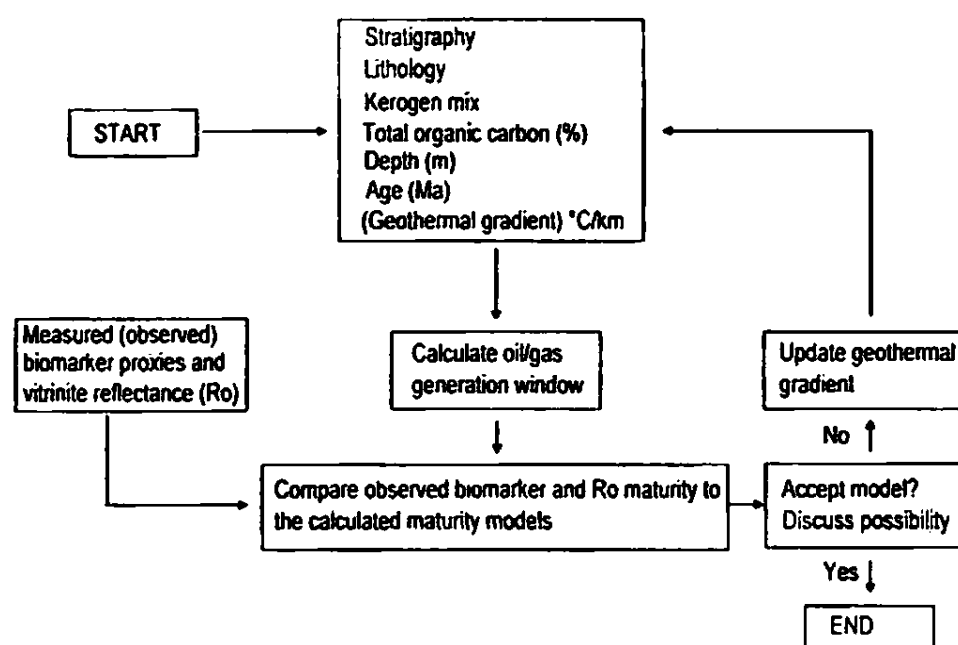 START
Stratigraphy
Lithology
Kerogen mix
Total organic carbon (%)
Depth (m)
Age (Ma)
(Geothermal gradient) °C/km
Measured (observed)
biomarker proxies and
vitrinite reflectance (Ro)
Calculate oil/gas
generation window
Update geothermal
gradient
No
Compare observed biomarker and Ro maturity to
the calculated maturity models
Accept model?
Discuss possibility
Yes
END